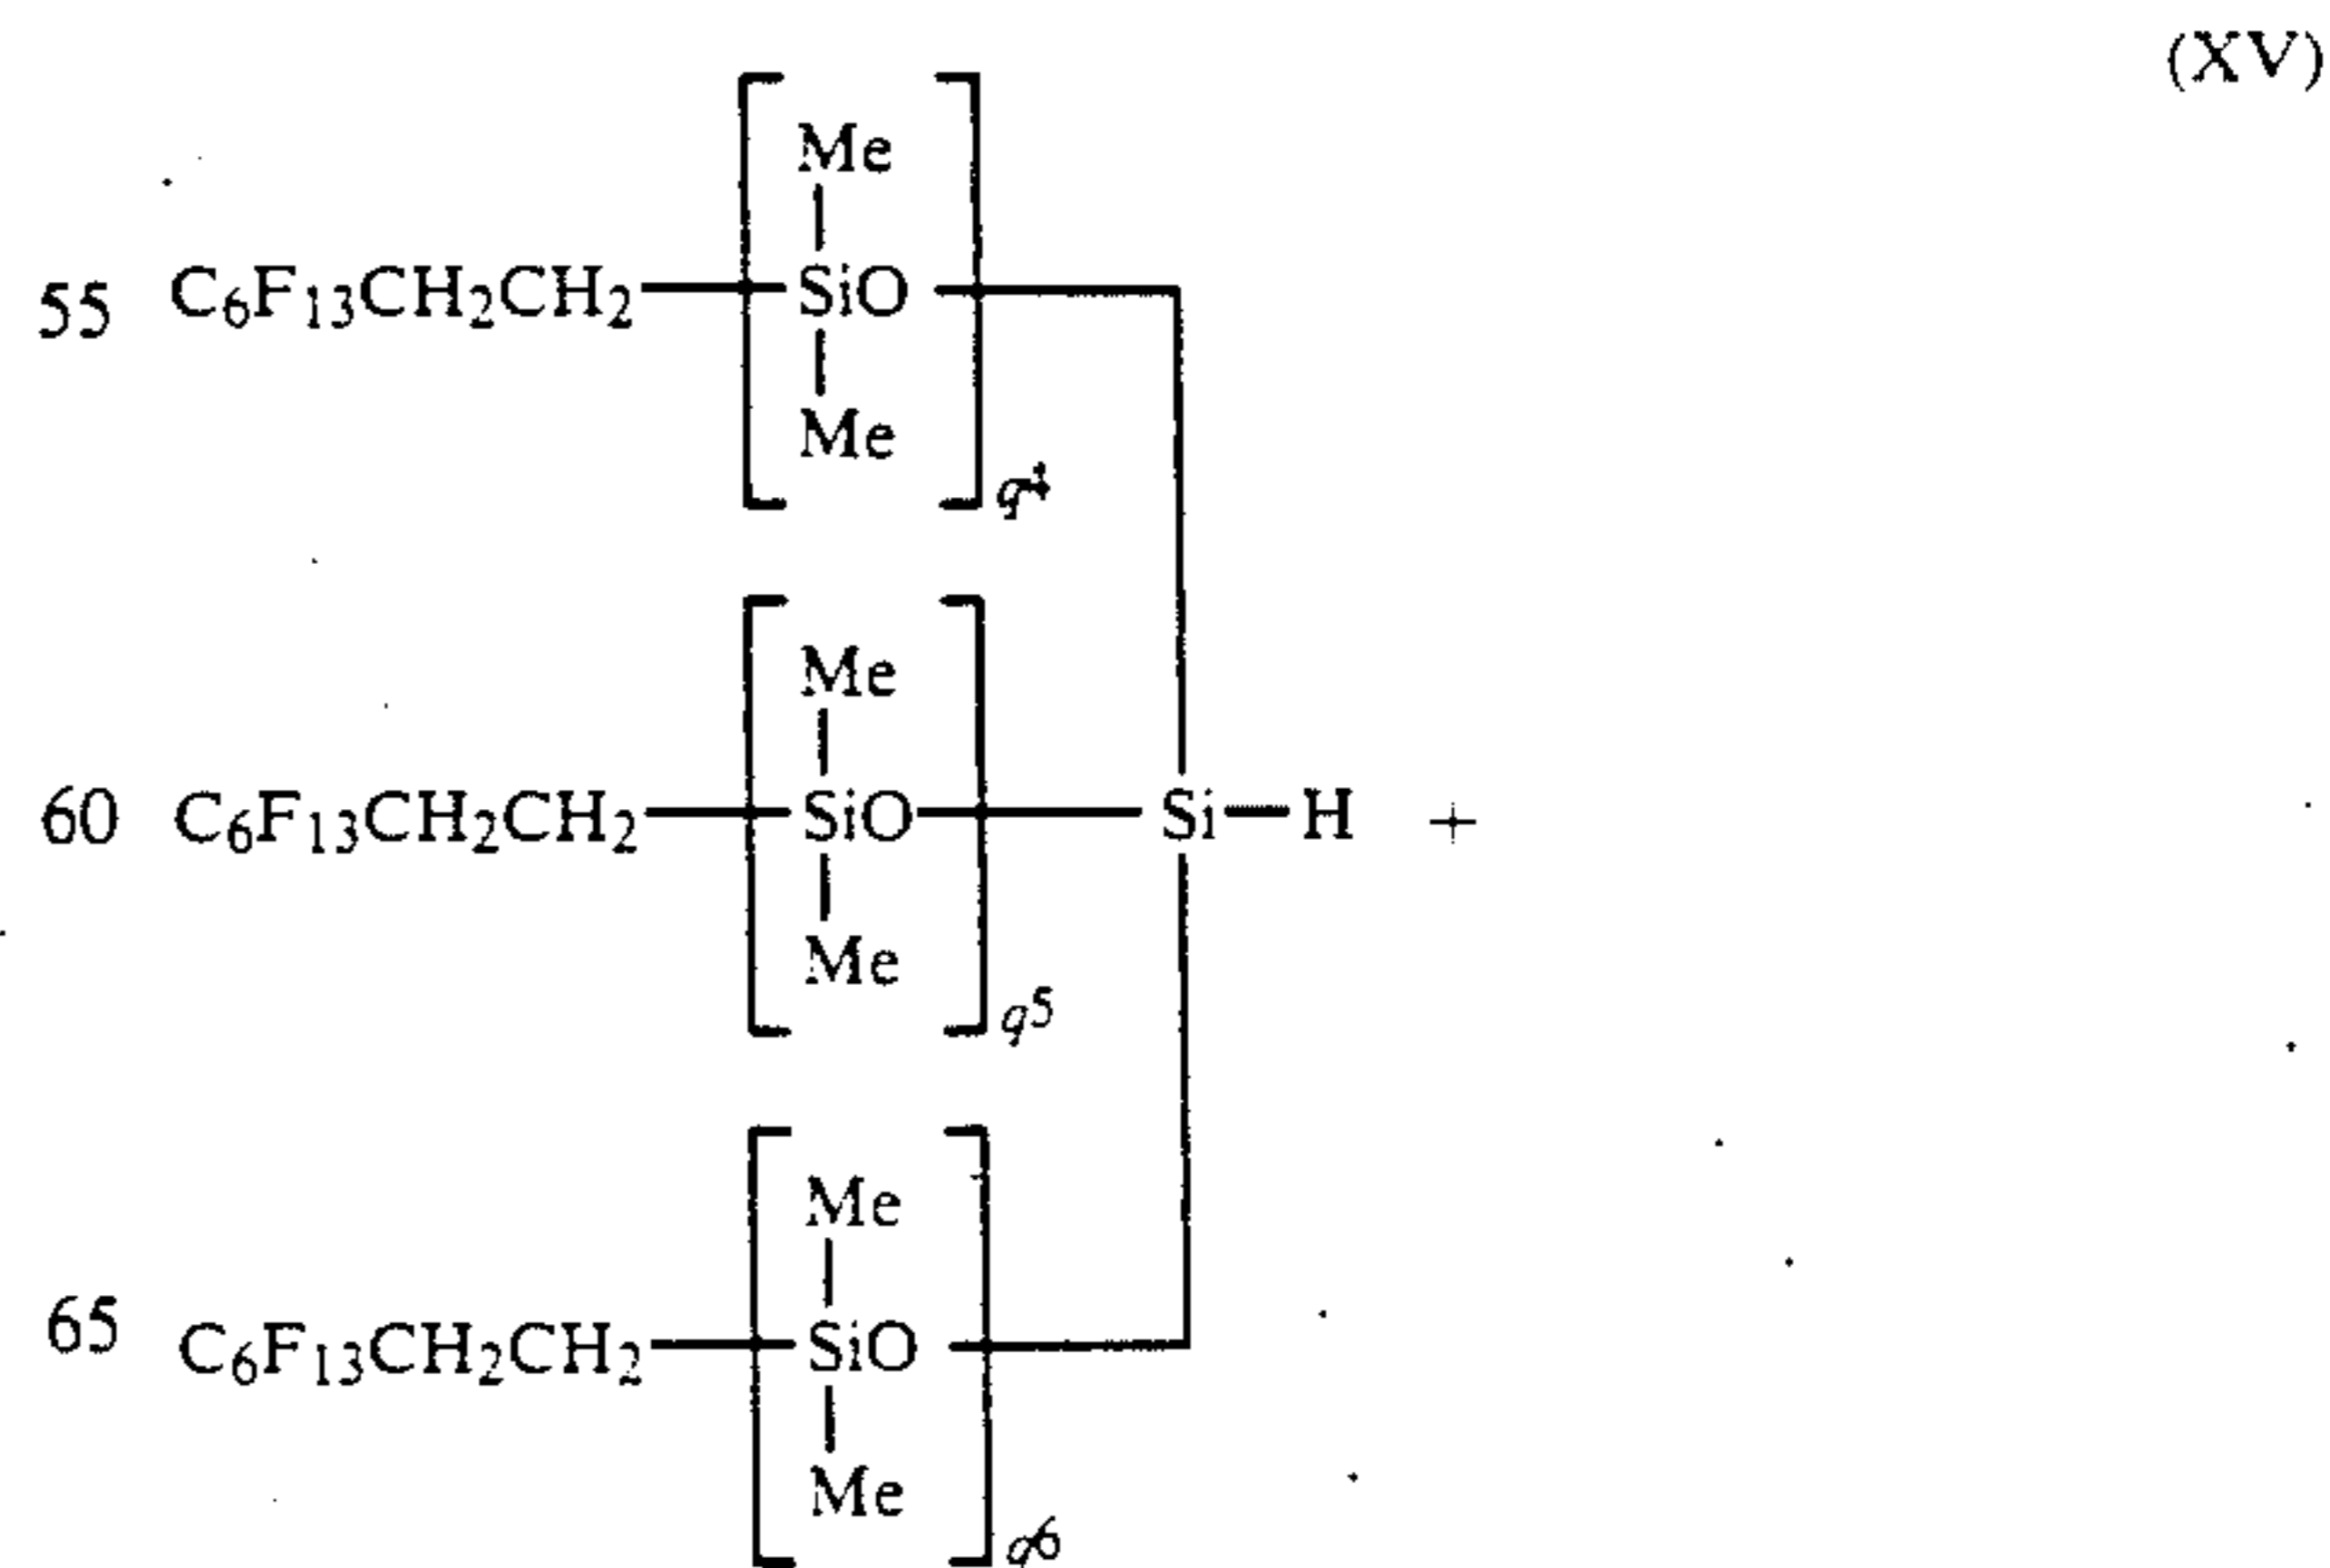 (XV)
Me
55 C₆F₁₃CH₂CH₂ SiO
Me
q⁴
Me
60 C₆F₁₃CH₂CH₂ SiO Si—H +
Me
q⁵
Me
65 C₆F₁₃CH₂CH₂ SiO
Me
q⁶